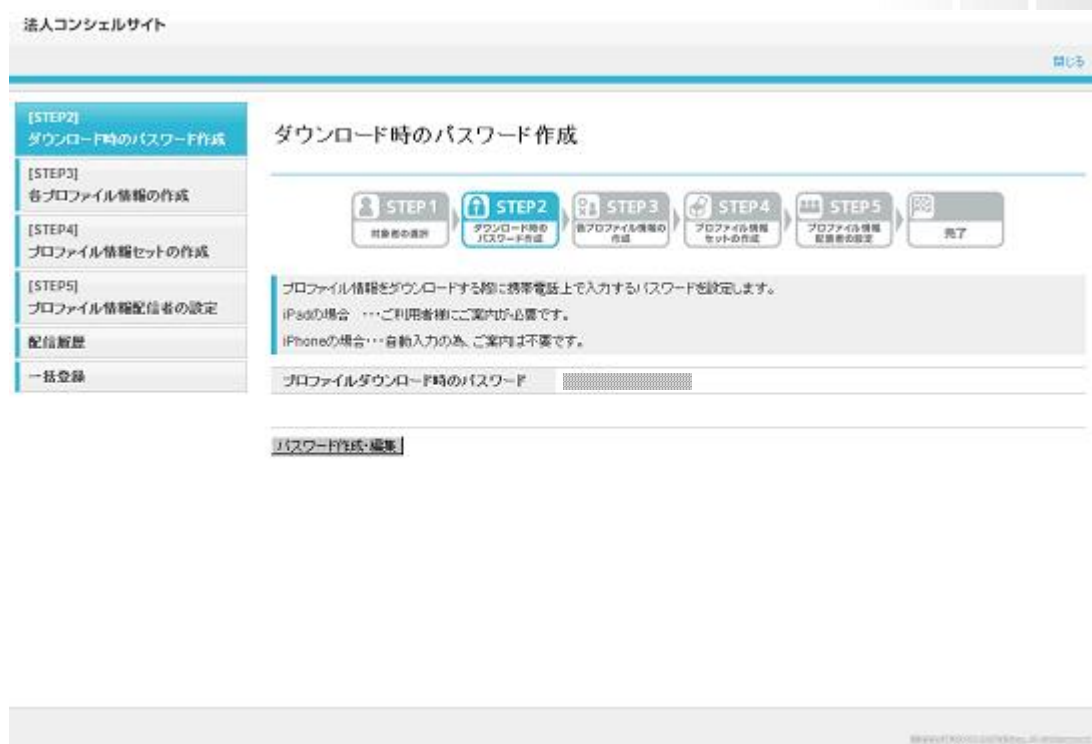 法人コンシェルサイト
閉じる
[STEP2]
ダウンロード時のパスワード作成
[STEP3]
各プロファイル情報の作成
[STEP4]
プロファイル情報セットの作成
[STEP5]
プロファイル情報配信者の設定
配信履歴
一括登録
ダウンロード時のパスワード作成
STEP 1
対象者の選択
STEP 2
ダウンロード時の
パスワード作成
STEP 3
各プロファイル情報の
作成
STEP 4
プロファイル情報
セットの作成
STEP 5
プロファイル情報
配信者の設定
完了
プロファイル情報をダウンロードする際に携帯電話上で入力するパスワードを設定します。
iPadの場合 ・・・ご利用者様にご案内が必要です。
iPhoneの場合・・・自動入力の為、ご案内は不要です。
プロファイルダウンロード時のパスワード
パスワード作成・編集